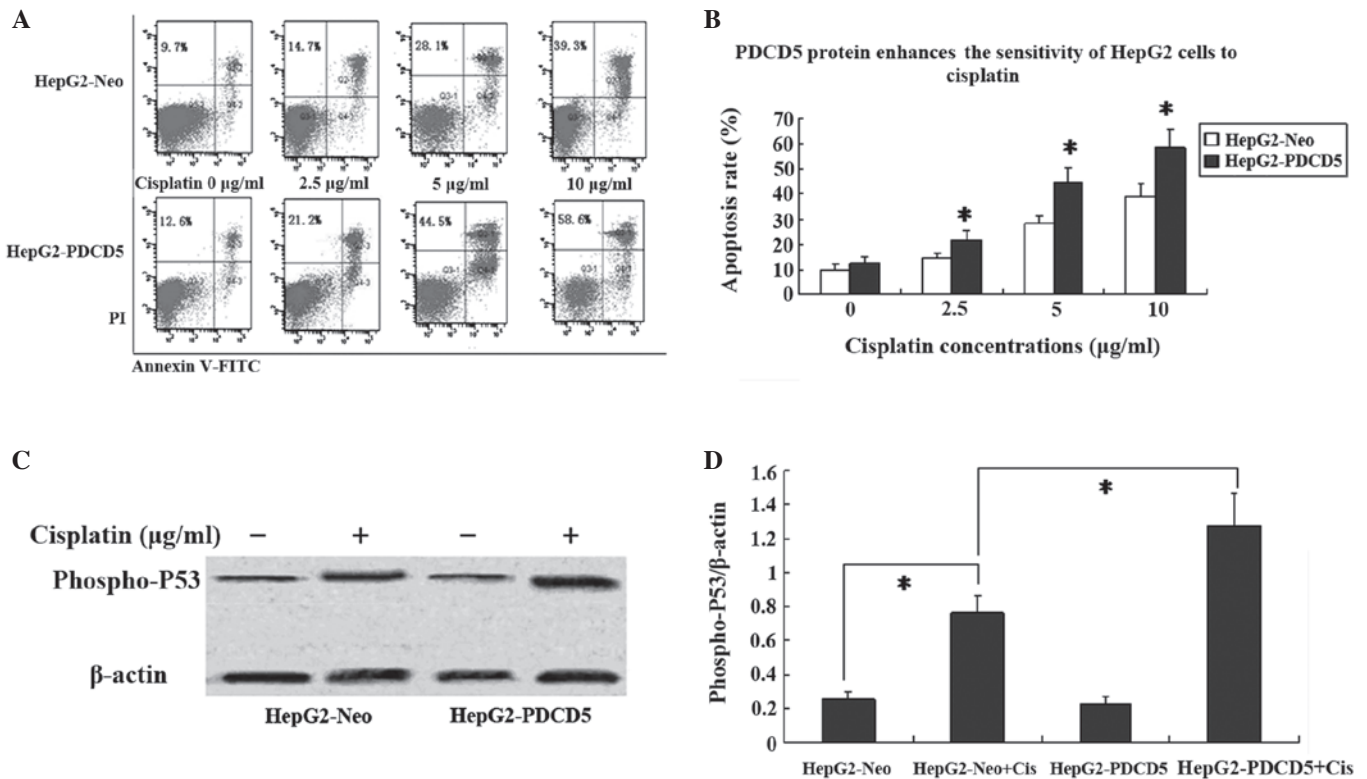 A
9.7%
14.7%
28.1%
39.3%
HepG2-Neo
Cisplatin 0 μg/ml
2.5 μg/ml
5 μg/ml
10 μg/ml
12.6%
21.2%
44.5%
58.6%
HepG2-PDCD5
PI
Annexin V-FITC
B
PDCD5 protein enhances the sensitivity of HepG2 cells to
cisplatin
Apoptosis rate (%)
70
60
50
40
30
20
10
0
0 2.5 5 10
Cisplatin concentrations (μg/ml)
HepG2-Neo
HepG2-PDCD5
* * *
C
Cisplatin (μg/ml) − + − +
Phospho-P53
β-actin
HepG2-Neo HepG2-PDCD5
D
Phospho-P53/β-actin
1.6
1.4
1.2
1
0.8
0.6
0.4
0.2
0
* *
HepG2-Neo HepG2-Neo+Cis HepG2-PDCD5 HepG2-PDCD5+Cis